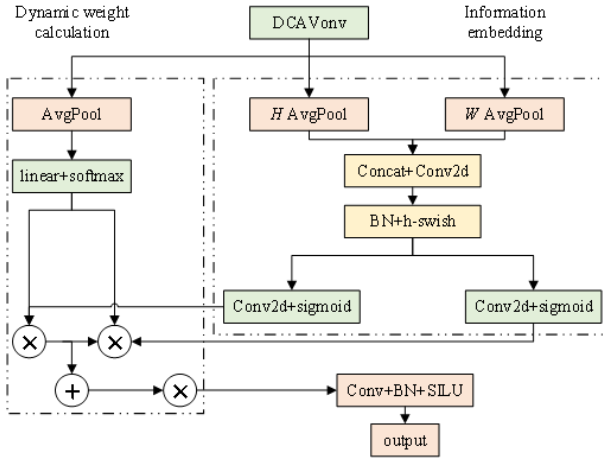 Dynamic weight
calculation
DCAVonv
Information
embedding
AvgPool
H AvgPool
W AvgPool
linear+softmax
Concat+Conv2d
BN+h-swish
Conv2d+sigmoid
Conv2d+sigmoid
×
×
+
×
Conv+BN+SILU
output